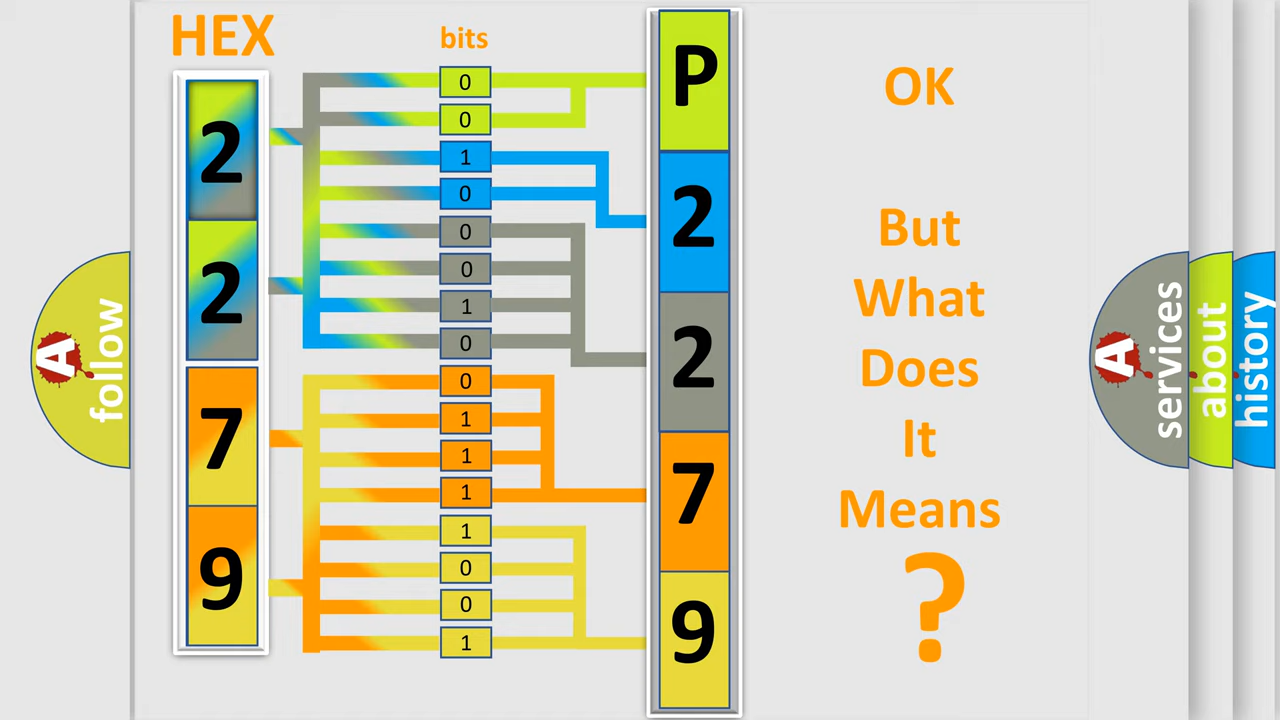 HEX
bits
2
2
7
9
0
0
1
0
0
0
1
0
0
1
1
1
1
0
0
1
P
2
2
7
9
OK
But
What
Does
It
Means
?
A
follow
A
services
about
history